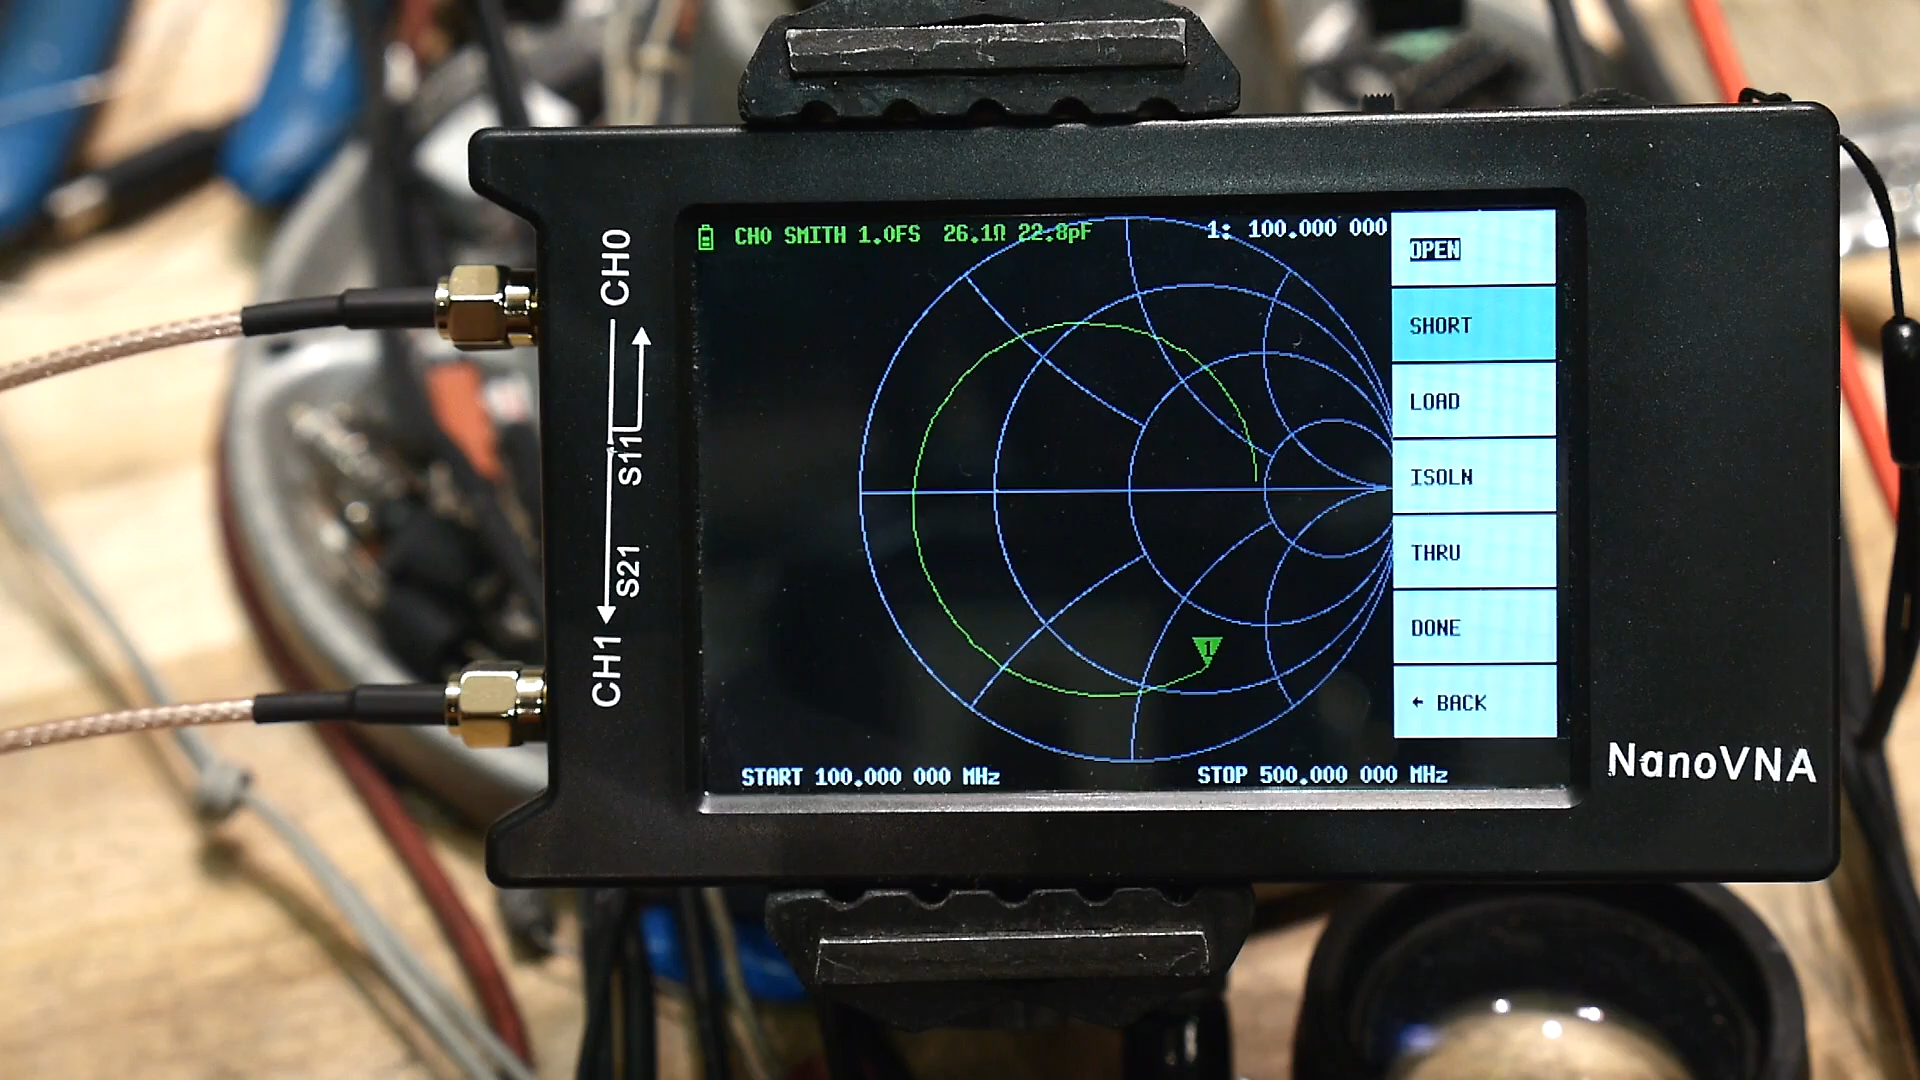 CH0 SMITH 1.0FS 26.1Ω 22.8pF
1: 100.000 000
OPEN
SHORT
LOAD
ISOLN
THRU
DONE
← BACK
1
START 100.000 000 MHz
STOP 500.000 000 MHz
CH0
S11
S21
CH1
NanoVNA